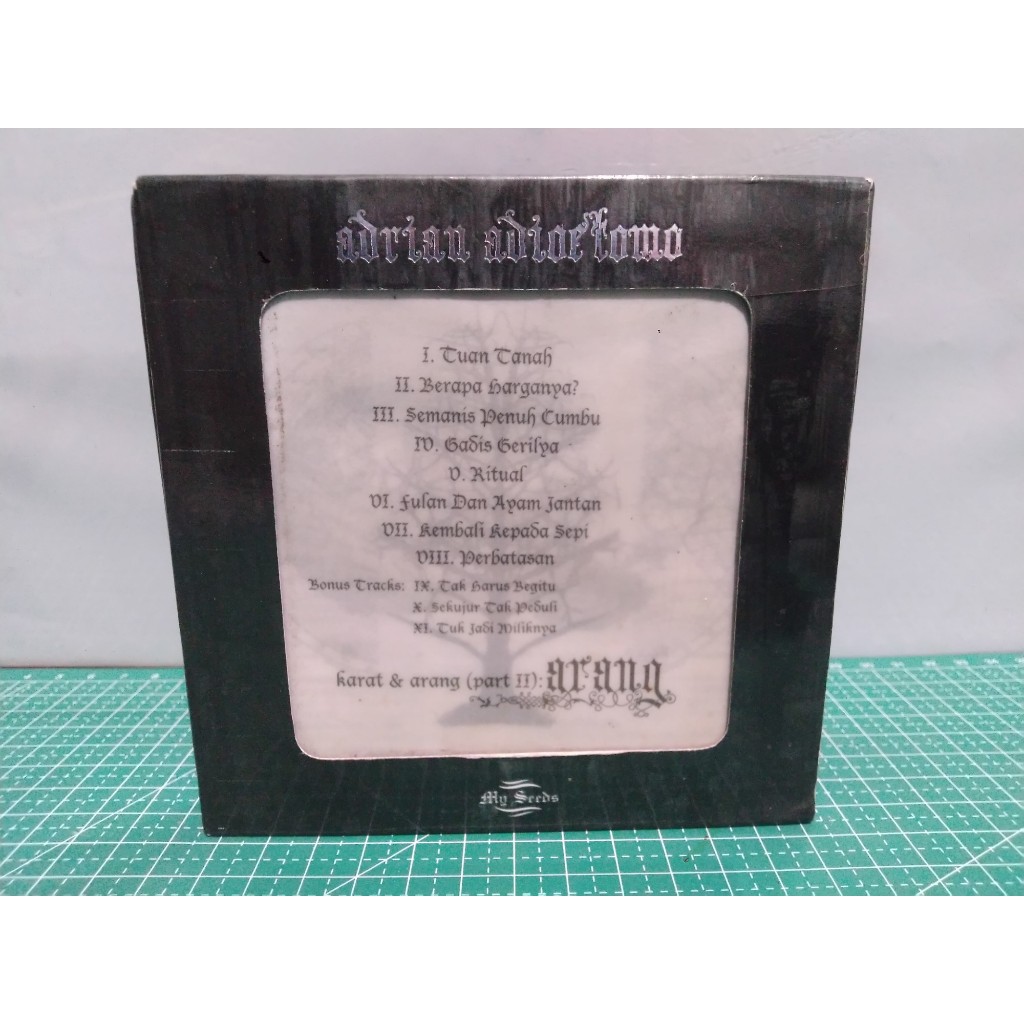 adrian adioetomo
I. Tuan Tanah
II. Berapa Harganya?
III. Semanis Penuh Cumbu
IV. Gadis Gerilya
V. Ritual
VI. Fulan Dan Ayam Jantan
VII. Kembali Kepada Sepi
VIII. Perbatasan
Bonus Tracks: IX. Tak Harus Begitu
X. Sekujur Tak Peduli
XI. Tuk Jadi Miliknya
karat & arang (part II): arang
My Seeds